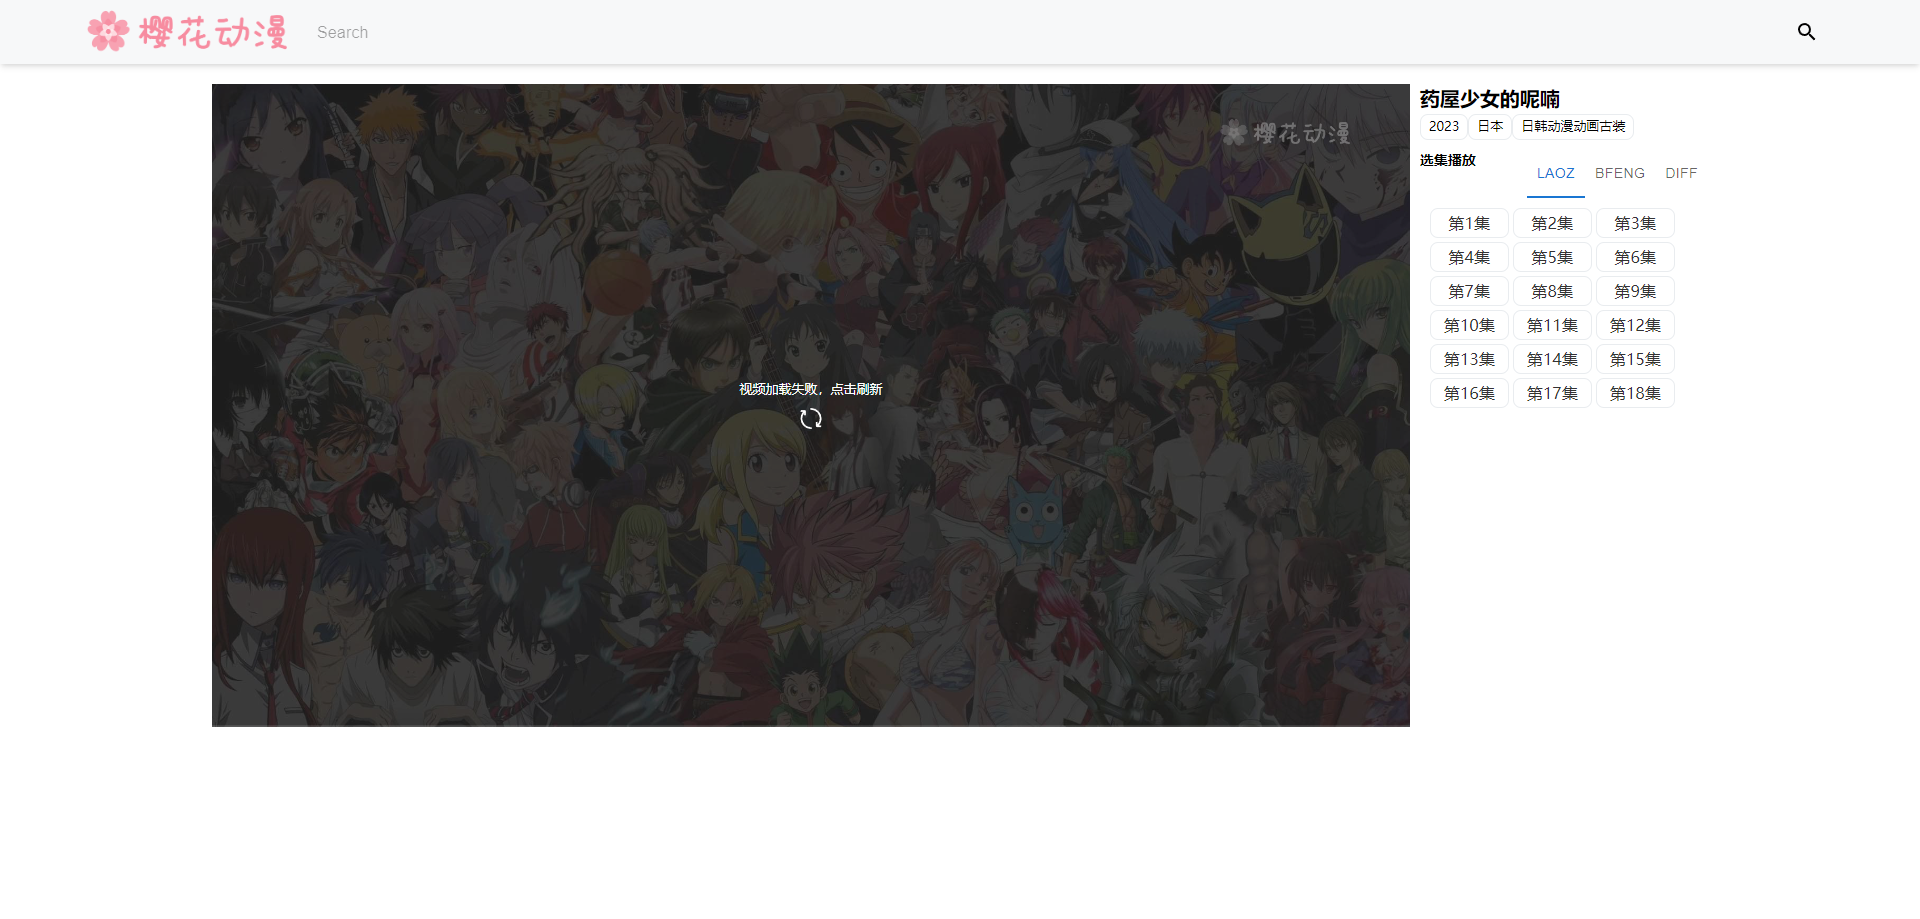 樱花动漫 Search
樱花动漫
视频加载失败，点击刷新
药屋少女的呢喃
2023 日本 日韩动漫动画古装
选集播放
LAOZ BFENG DIFF
第1集 第2集 第3集
第4集 第5集 第6集
第7集 第8集 第9集
第10集 第11集 第12集
第13集 第14集 第15集
第16集 第17集 第18集